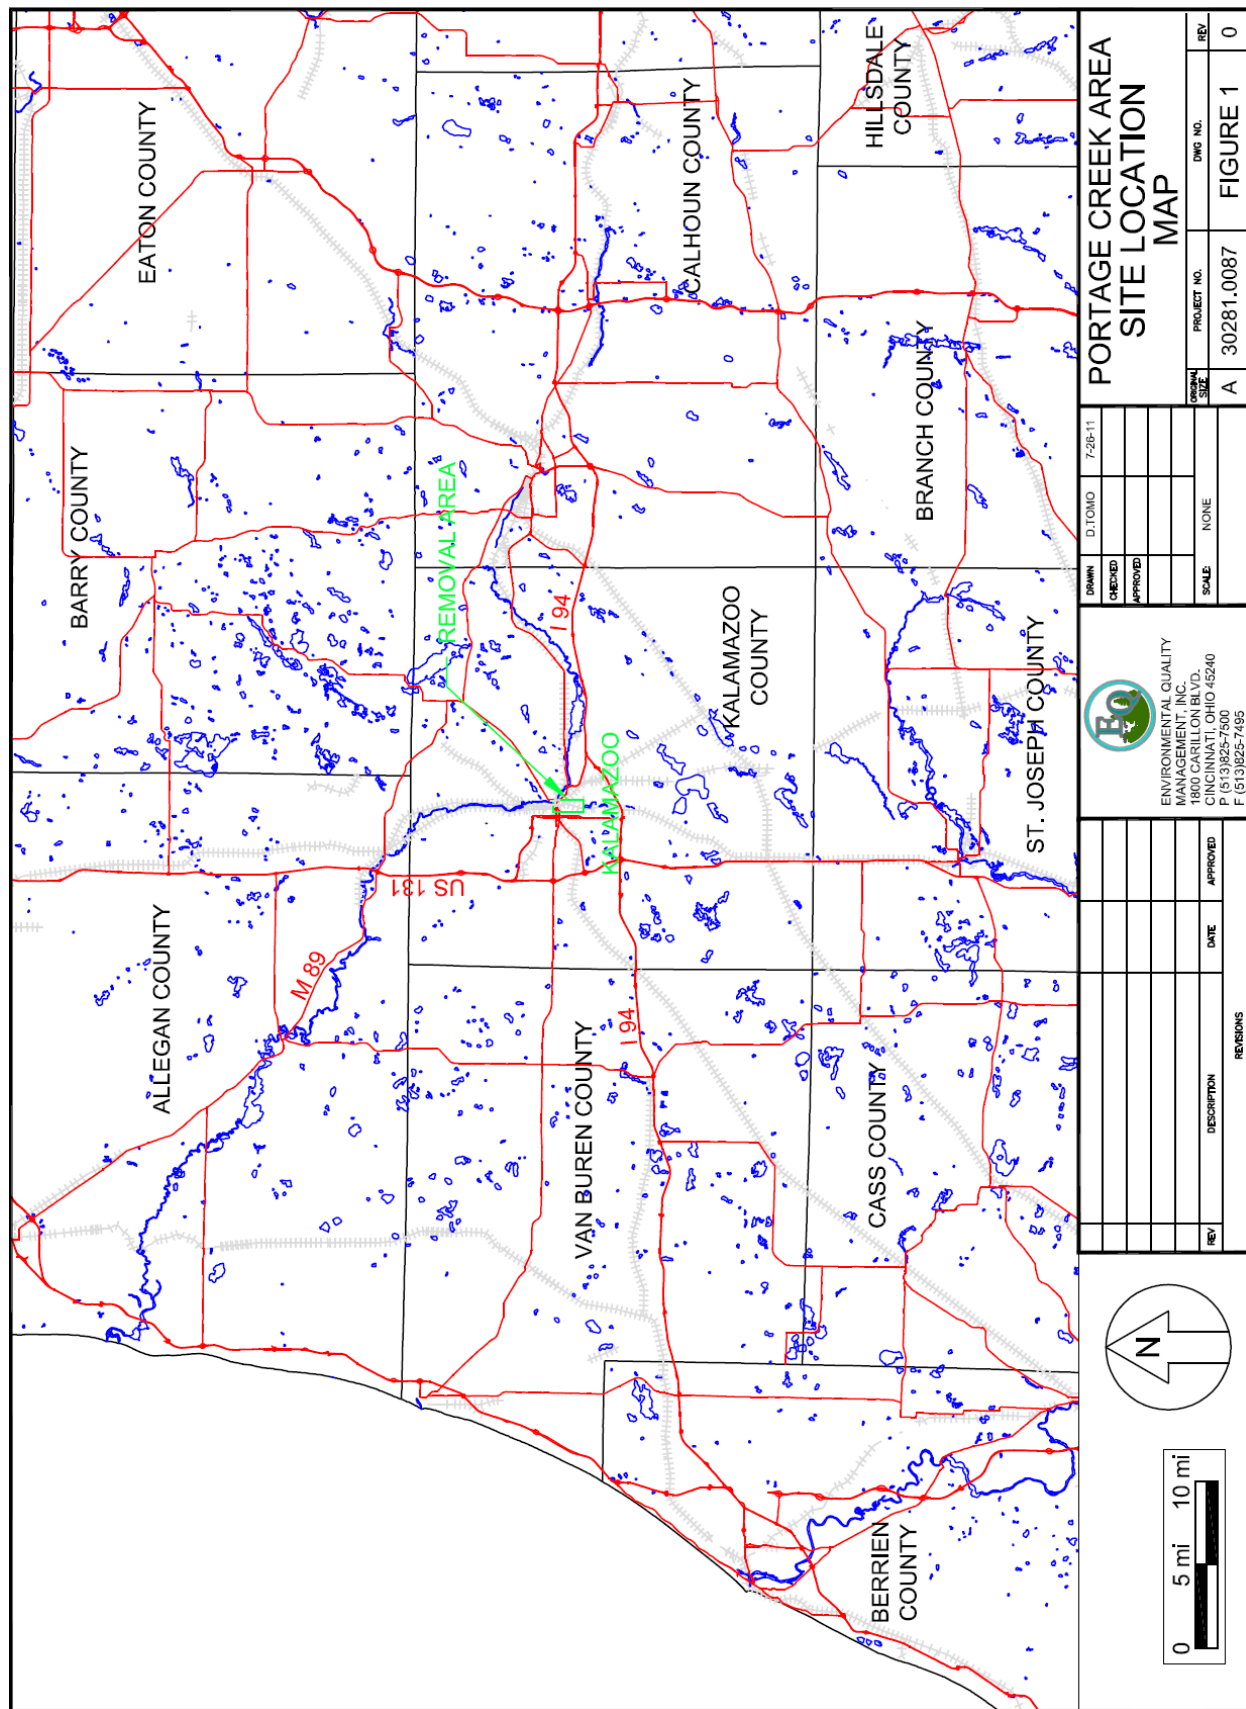 EATON COUNTY
BARRY COUNTY
ALLEGAN COUNTY
HILLSDALE
COUNTY
CALHOUN COUNTY
BRANCH COUNTY
KALAMAZOO
COUNTY
ST. JOSEPH COUNTY
VAN BUREN COUNTY
CASS COUNTY
BERRIEN
COUNTY
REMOVAL AREA
KALAMAZOO
I 94
US 131
M 89
I 94
0 5 mi 10 mi
N
REV DESCRIPTION DATE APPROVED
REVISIONS
EQ
ENVIRONMENTAL QUALITY
MANAGEMENT, INC.
1800 CARILLON BLVD.
CINCINNATI, OHIO 45240
P (513)825-7500
F (513)825-7495
DRAWN D.TOMO 7-26-11
CHECKED
APPROVED
SCALE: NONE
PORTAGE CREEK AREA
SITE LOCATION
MAP
ORIGINAL
SIZE
A
PROJECT NO.
30281.0087
DWG NO.
FIGURE 1
REV
0